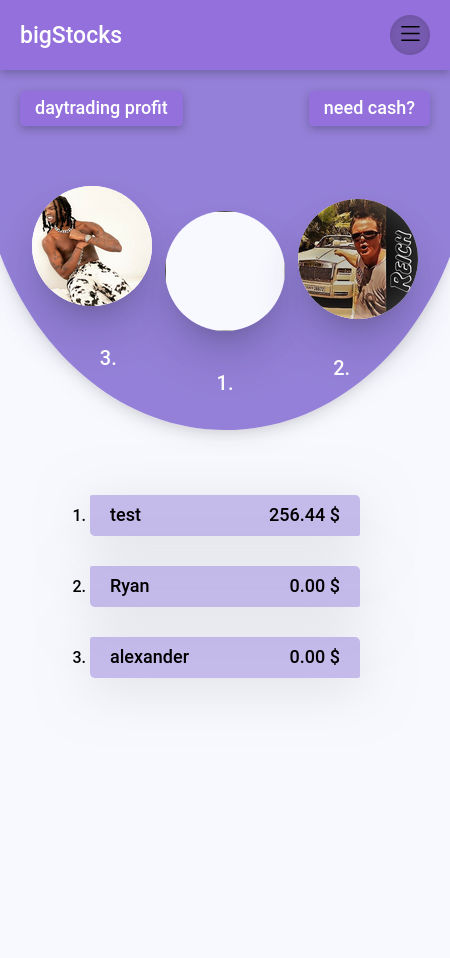 bigStocks
daytrading profit
need cash?
REICH
3.
1.
2.
1. test 256.44 $
2. Ryan 0.00 $
3. alexander 0.00 $